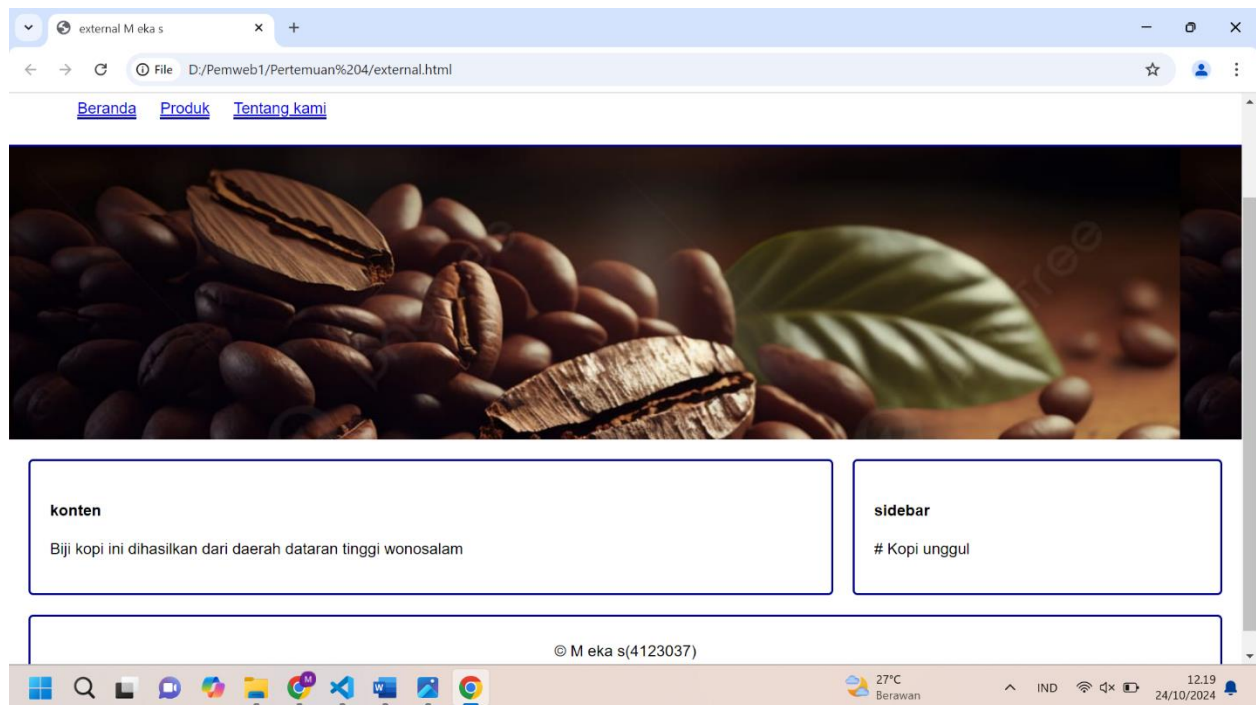 external M eka s
File D:/Pemweb1/Pertemuan%204/external.html
Beranda Produk Tentang kami
konten
Biji kopi ini dihasilkan dari daerah dataran tinggi wonosalam
sidebar
# Kopi unggul
© M eka s(4123037)
27°C
Berawan
IND
12.19
24/10/2024